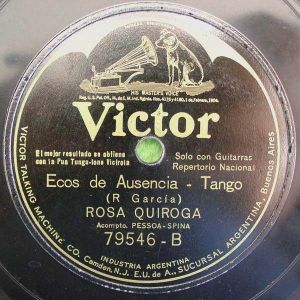 HIS MASTER'S VOICE
Victor
El mejor resultado se obtiene
con la Pua Tungs-tone Victrola
Solo con Guitarras
Repertorio Nacional
Ecos de Ausencia - Tango
(R García)
ROSA QUIROGA
Acompto. PESSOA-SPINA
79546-B
INDUSTRIA ARGENTINA
VICTOR TALKING MACHINE CO. Camden, N.J. E.U. de A., SUCURSAL ARGENTINA, Buenos Aires